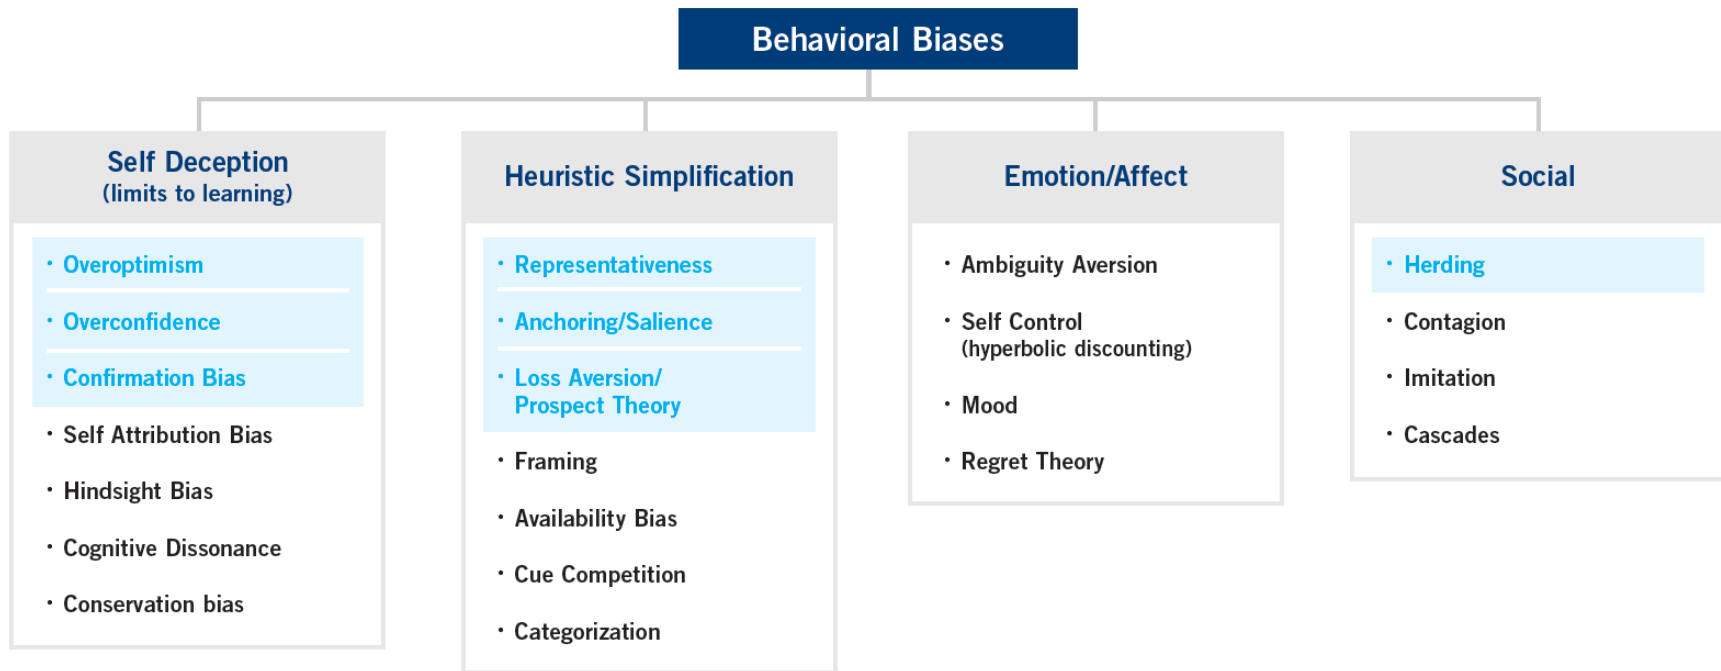 Behavioral Biases
Self Deception
(limits to learning)
· Overoptimism
· Overconfidence
· Confirmation Bias
· Self Attribution Bias
· Hindsight Bias
· Cognitive Dissonance
· Conservation bias
Heuristic Simplification
· Representativeness
· Anchoring/Salience
· Loss Aversion/
Prospect Theory
· Framing
· Availability Bias
· Cue Competition
· Categorization
Emotion/Affect
· Ambiguity Aversion
· Self Control
(hyperbolic discounting)
· Mood
· Regret Theory
Social
· Herding
· Contagion
· Imitation
· Cascades